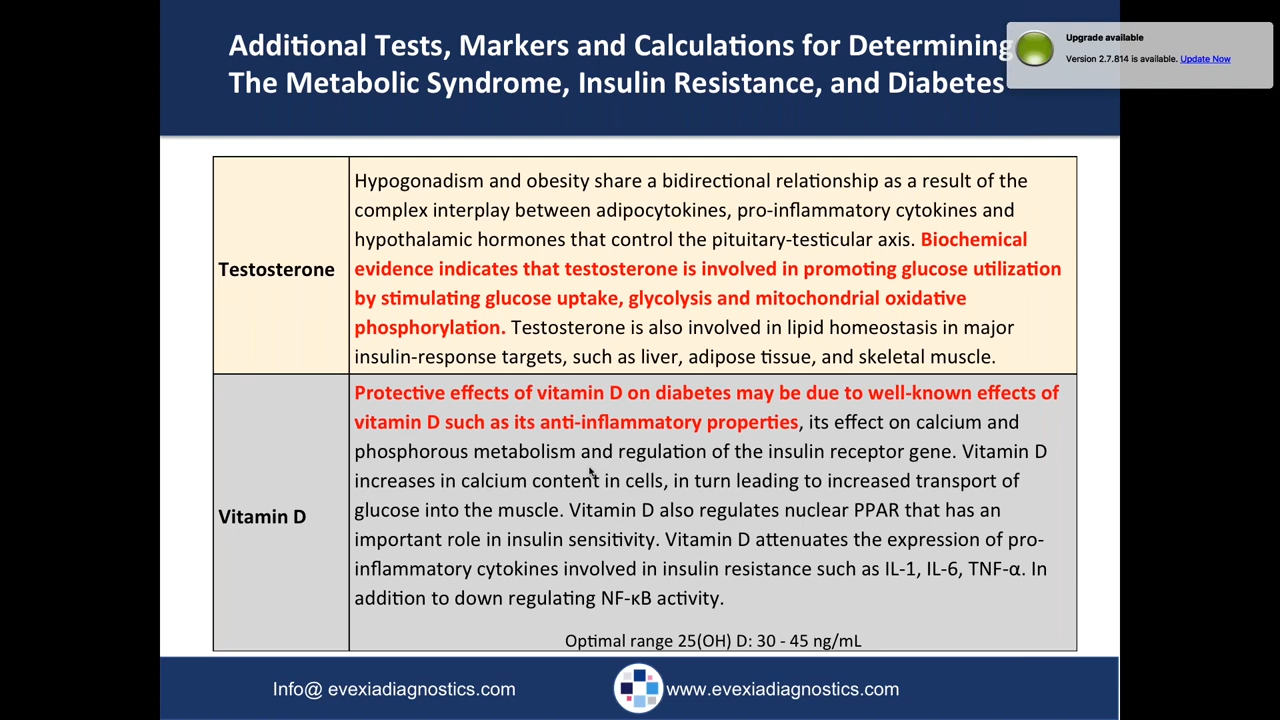 Additional Tests, Markers and Calculations for Determining
The Metabolic Syndrome, Insulin Resistance, and Diabetes
Upgrade available
Version 2.7.814 is available. Update Now
Testosterone
Hypogonadism and obesity share a bidirectional relationship as a result of the
complex interplay between adipocytokines, pro-inflammatory cytokines and
hypothalamic hormones that control the pituitary-testicular axis. Biochemical
evidence indicates that testosterone is involved in promoting glucose utilization
by stimulating glucose uptake, glycolysis and mitochondrial oxidative
phosphorylation. Testosterone is also involved in lipid homeostasis in major
insulin-response targets, such as liver, adipose tissue, and skeletal muscle.
Vitamin D
Protective effects of vitamin D on diabetes may be due to well-known effects of
vitamin D such as its anti-inflammatory properties, its effect on calcium and
phosphorous metabolism and regulation of the insulin receptor gene. Vitamin D
increases in calcium content in cells, in turn leading to increased transport of
glucose into the muscle. Vitamin D also regulates nuclear PPAR that has an
important role in insulin sensitivity. Vitamin D attenuates the expression of pro-
inflammatory cytokines involved in insulin resistance such as IL-1, IL-6, TNF-α. In
addition to down regulating NF-κB activity.
Optimal range 25(OH) D: 30 - 45 ng/mL
Info@ evexiadiagnostics.com
www.evexiadiagnostics.com